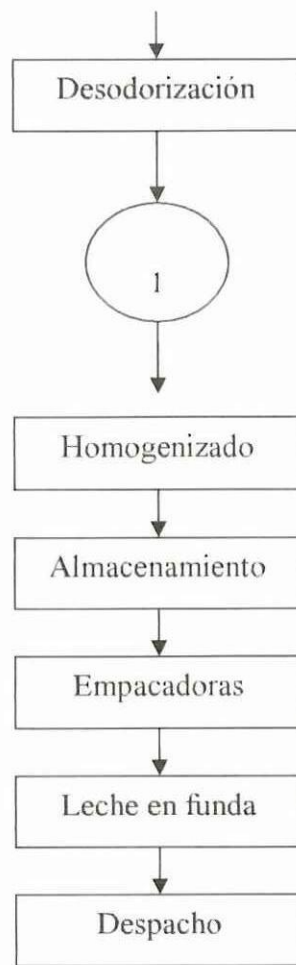 Desodorización
1
Homogenizado
Almacenamiento
Empacadoras
Leche en funda
Despacho